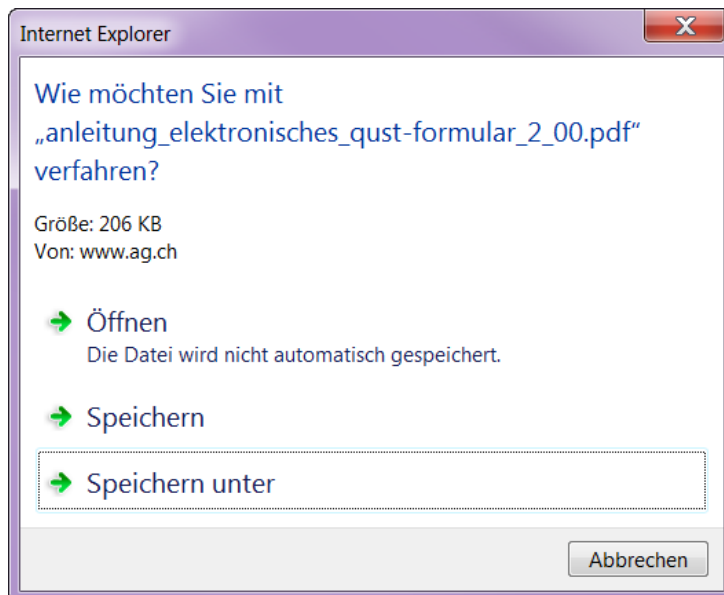 Internet Explorer
X
Wie möchten Sie mit
„anleitung_elektronisches_qust-formular_2_00.pdf“
verfahren?
Größe: 206 KB
Von: www.ag.ch
Öffnen
Die Datei wird nicht automatisch gespeichert.
Speichern
Speichern unter
Abbrechen